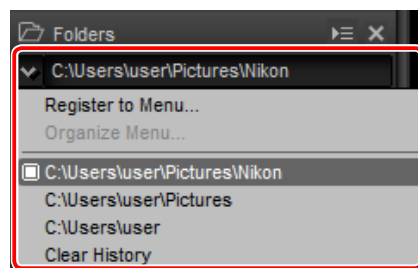 Folders
C:\Users\user\Pictures\Nikon
Register to Menu...
Organize Menu...
C:\Users\user\Pictures\Nikon
C:\Users\user\Pictures
C:\Users\user
Clear History